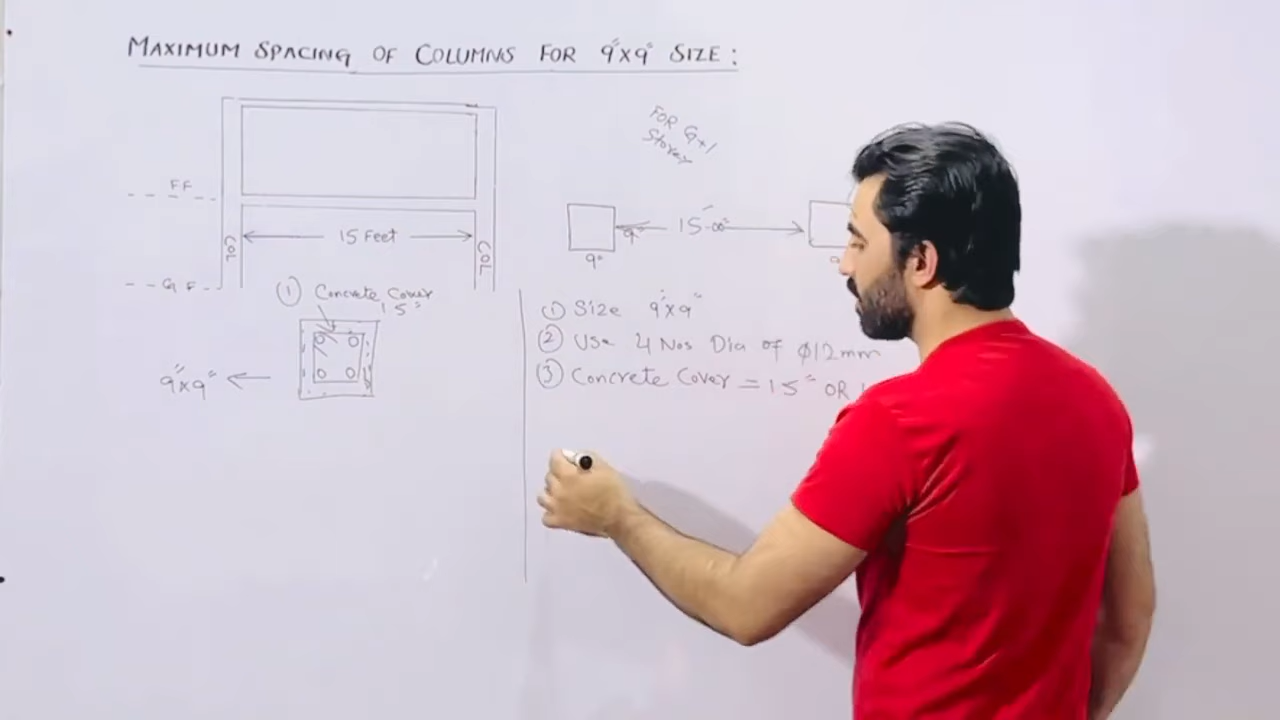 MAXIMUM SPACING OF COLUMNS FOR 9"X9" SIZE :
FOR G+1
Storey
FF
15 Feet
COL
COL
G F
① Concrete Cover
1.5"
9"x9"
9"
15'-00"
9"
① Size 9"x9"
② Use 4 Nos Dia of ϕ12mm
③ Concrete Cover = 1.5" OR